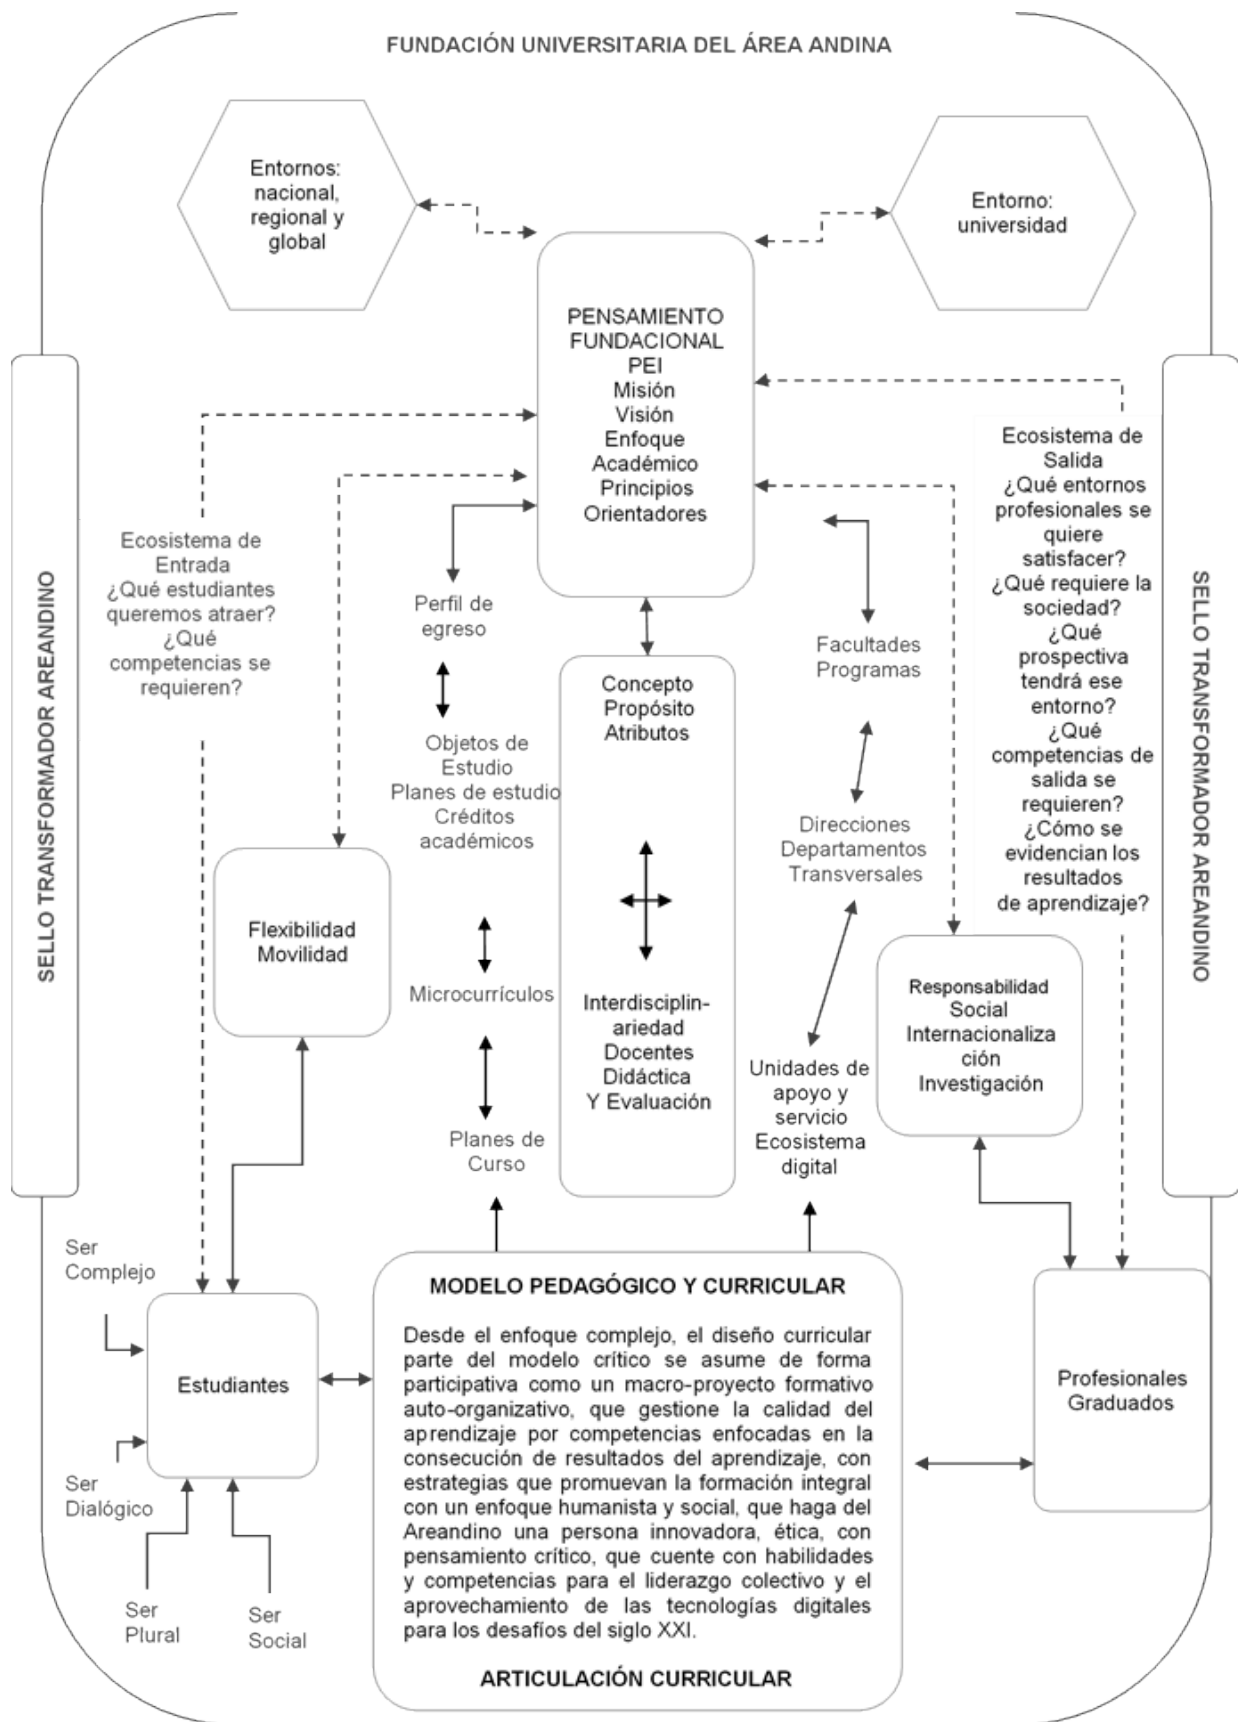 FUNDACIÓN UNIVERSITARIA DEL ÁREA ANDINA
Entornos:
nacional,
regional y
global
Entorno:
universidad
PENSAMIENTO
FUNDACIONAL
PEI
Misión
Visión
Enfoque
Académico
Principios
Orientadores
SELLO TRANSFORMADOR AREANDINO
Ecosistema de
Entrada
¿Qué estudiantes
queremos atraer?
¿Qué
competencias se
requieren?
Perfil de
egreso
Objetos de
Estudio
Planes de estudio
Créditos
académicos
Microcurrículos
Planes de
Curso
Flexibilidad
Movilidad
Concepto
Propósito
Atributos
Interdisciplin-
ariedad
Docentes
Didáctica
Y Evaluación
Facultades
Programas
Direcciones
Departamentos
Transversales
Unidades de
apoyo y
servicio
Ecosistema
digital
Ecosistema de
Salida
¿Qué entornos
profesionales se
quiere
satisfacer?
¿Qué requiere la
sociedad?
¿Qué
prospectiva
tendrá ese
entorno?
¿Qué
competencias de
salida se
requieren?
¿Cómo se
evidencian los
resultados
de aprendizaje?
SELLO TRANSFORMADOR AREANDINO
Responsabilidad
Social
Internacionaliza
ción
Investigación
Ser
Complejo
Estudiantes
Ser
Dialógico
Ser
Plural
Ser
Social
MODELO PEDAGÓGICO Y CURRICULAR
Desde el enfoque complejo, el diseño curricular
parte del modelo crítico se asume de forma
participativa como un macro-proyecto formativo
auto-organizativo, que gestione la calidad del
aprendizaje por competencias enfocadas en la
consecución de resultados del aprendizaje, con
estrategias que promuevan la formación integral
con un enfoque humanista y social, que haga del
Areandino una persona innovadora, ética, con
pensamiento crítico, que cuente con habilidades
y competencias para el liderazgo colectivo y el
aprovechamiento de las tecnologías digitales
para los desafíos del siglo XXI.
ARTICULACIÓN CURRICULAR
Profesionales
Graduados